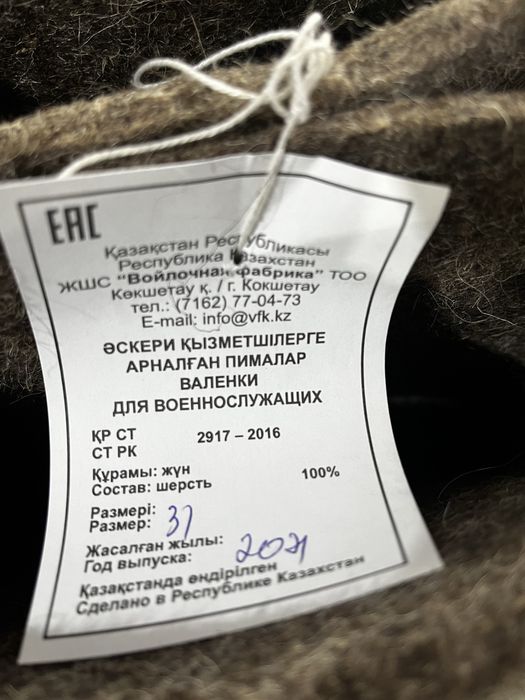 ЕАС
Қазақстан Республикасы
Республика Казахстан
ЖШС "Войлочная фабрика" ТОО
Көкшетау қ. / г. Кокшетау
тел.: (7162) 77-04-73
E-mail: info@vfk.kz
ӘСКЕРИ ҚЫЗМЕТШІЛЕРГЕ
АРНАЛҒАН ПИМАЛАР
ВАЛЕНКИ
ДЛЯ ВОЕННОСЛУЖАЩИХ
ҚР СТ
СТ РК 2917 – 2016
Құрамы: жүн
Состав: шерсть 100%
Размері:
Размер: 31
Жасалған жылы:
Год выпуска: 2021
Қазақстанда өндірілген
Сделано в Республике Казахстан